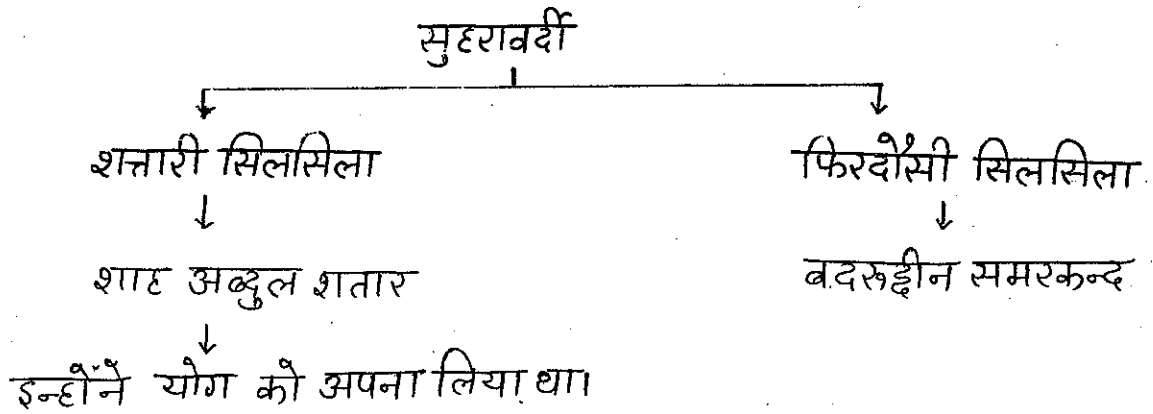 सुहरावर्दी
शत्तारी सिलसिला
फिरदौसी सिलसिला
शाह अब्दुल शतार
बदरुद्दीन समरकन्द
इन्होंने योग को अपना लिया था।